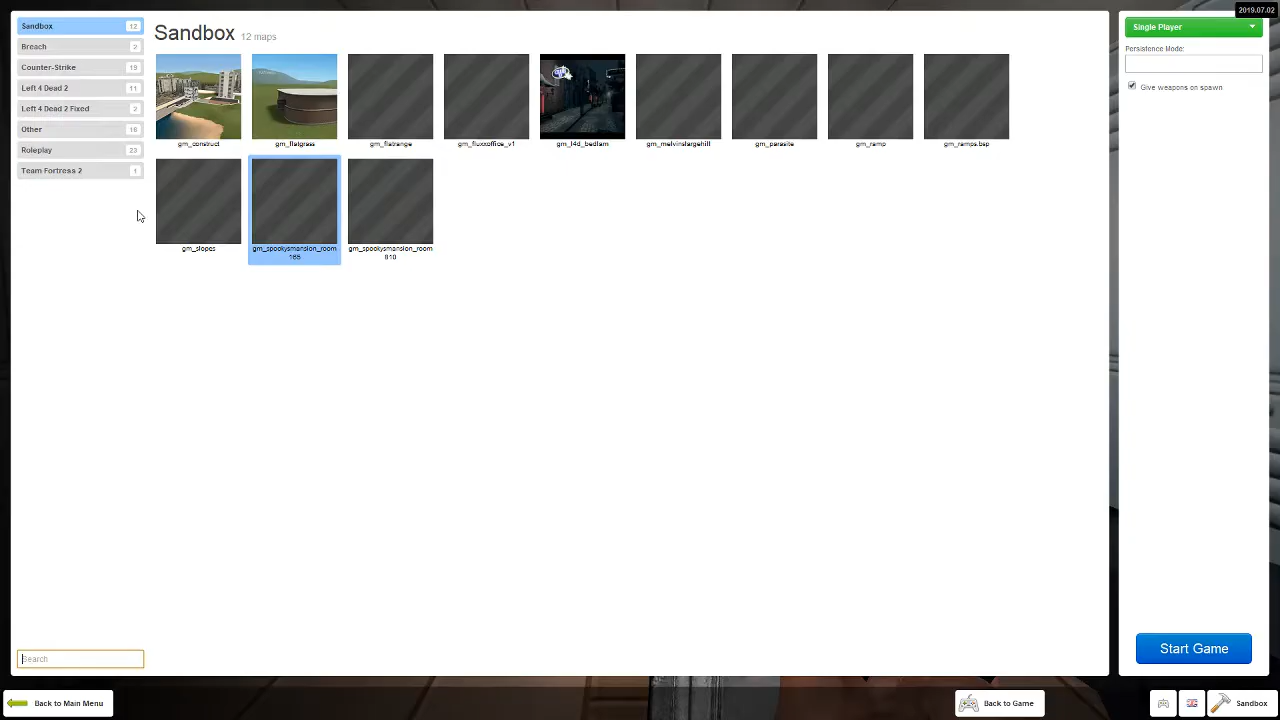 2019.07.02
Sandbox 12
Breach 2
Counter-Strike 19
Left 4 Dead 2 11
Left 4 Dead 2 Fixed 2
Other 16
Roleplay 23
Team Fortress 2 1
Sandbox 12 maps
gm_construct
gm_flatgrass
gm_flatrange
gm_fluxxoffice_v1
gm_l4d_bedlam
gm_melvinslargehill
gm_parasite
gm_ramp
gm_ramps.bsp
gm_slopes
gm_spookysmansion_room
165
gm_spookysmansion_room
810
Single Player
Persistence Mode:
Give weapons on spawn
Start Game
Search
Back to Main Menu
Back to Game
Sandbox